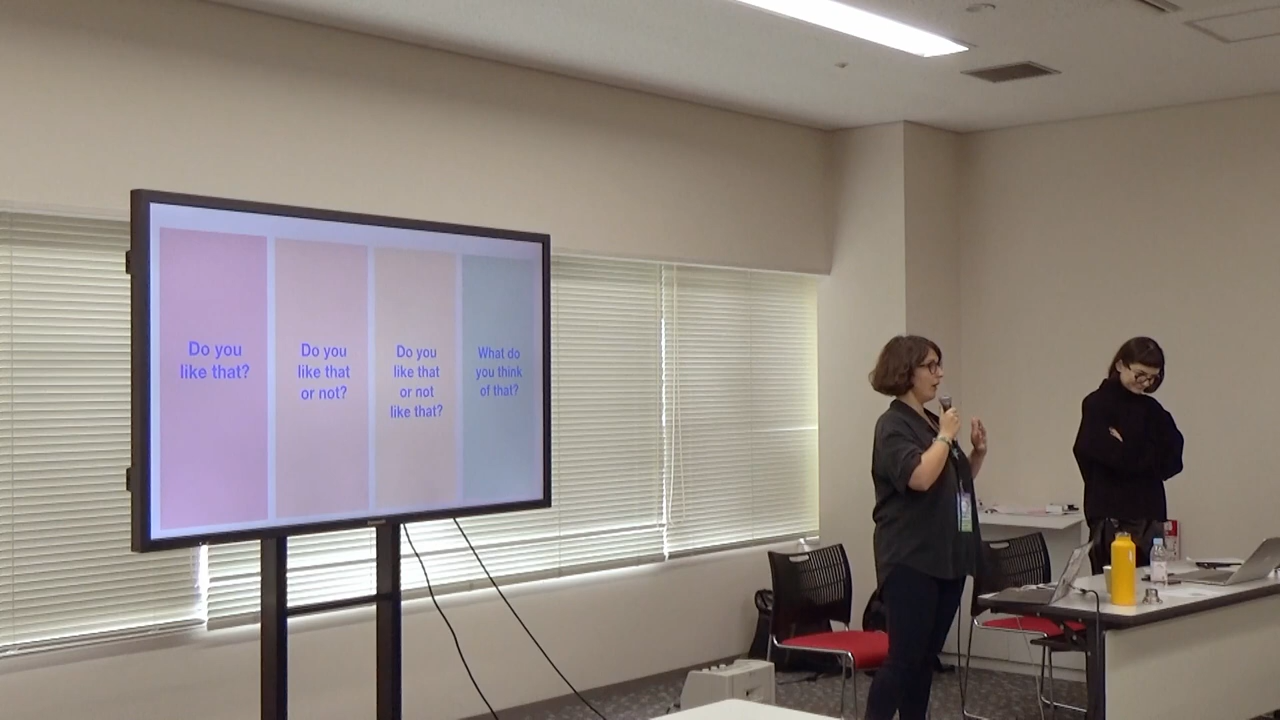 Do you
like that?
Do you
like that
or not?
Do you
like that
or not
like that?
What do
you think
of that?